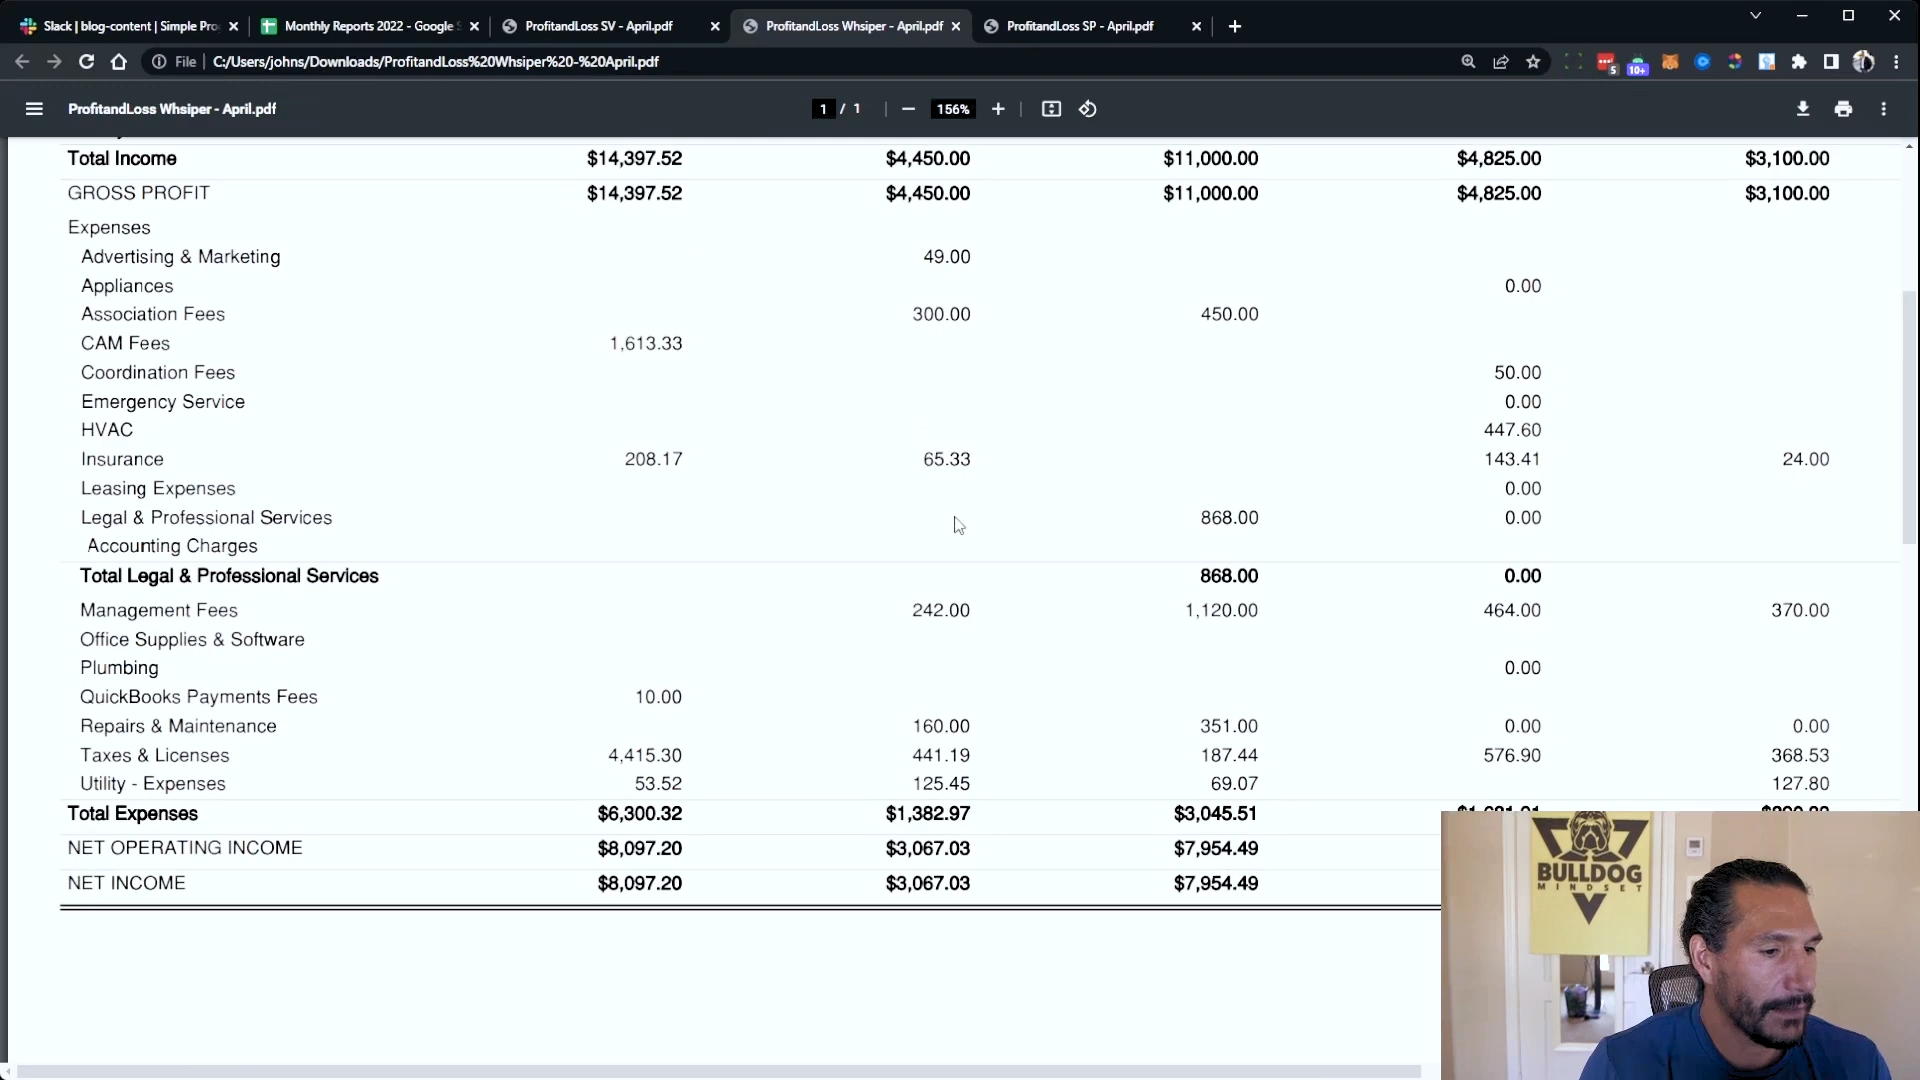 Slack | blog-content | Simple Pro
Monthly Reports 2022 - Google S
ProfitandLoss SV - April.pdf
ProfitandLoss Whsiper - April.pdf
ProfitandLoss SP - April.pdf
File C:/Users/johns/Downloads/ProfitandLoss%20Whsiper%20-%20April.pdf
5 10+
ProfitandLoss Whsiper - April.pdf 1 / 1 156%
Total Income $14,397.52 $4,450.00 $11,000.00 $4,825.00 $3,100.00
GROSS PROFIT $14,397.52 $4,450.00 $11,000.00 $4,825.00 $3,100.00
Expenses
Advertising & Marketing 49.00
Appliances 0.00
Association Fees 300.00 450.00
CAM Fees 1,613.33
Coordination Fees 50.00
Emergency Service 0.00
HVAC 447.60
Insurance 208.17 65.33 143.41 24.00
Leasing Expenses 0.00
Legal & Professional Services 868.00 0.00
Accounting Charges
Total Legal & Professional Services 868.00 0.00
Management Fees 242.00 1,120.00 464.00 370.00
Office Supplies & Software
Plumbing 0.00
QuickBooks Payments Fees 10.00
Repairs & Maintenance 160.00 351.00 0.00 0.00
Taxes & Licenses 4,415.30 441.19 187.44 576.90 368.53
Utility - Expenses 53.52 125.45 69.07 127.80
Total Expenses $6,300.32 $1,382.97 $3,045.51
NET OPERATING INCOME $8,097.20 $3,067.03 $7,954.49
NET INCOME $8,097.20 $3,067.03 $7,954.49
BULLDOG
MINDSET